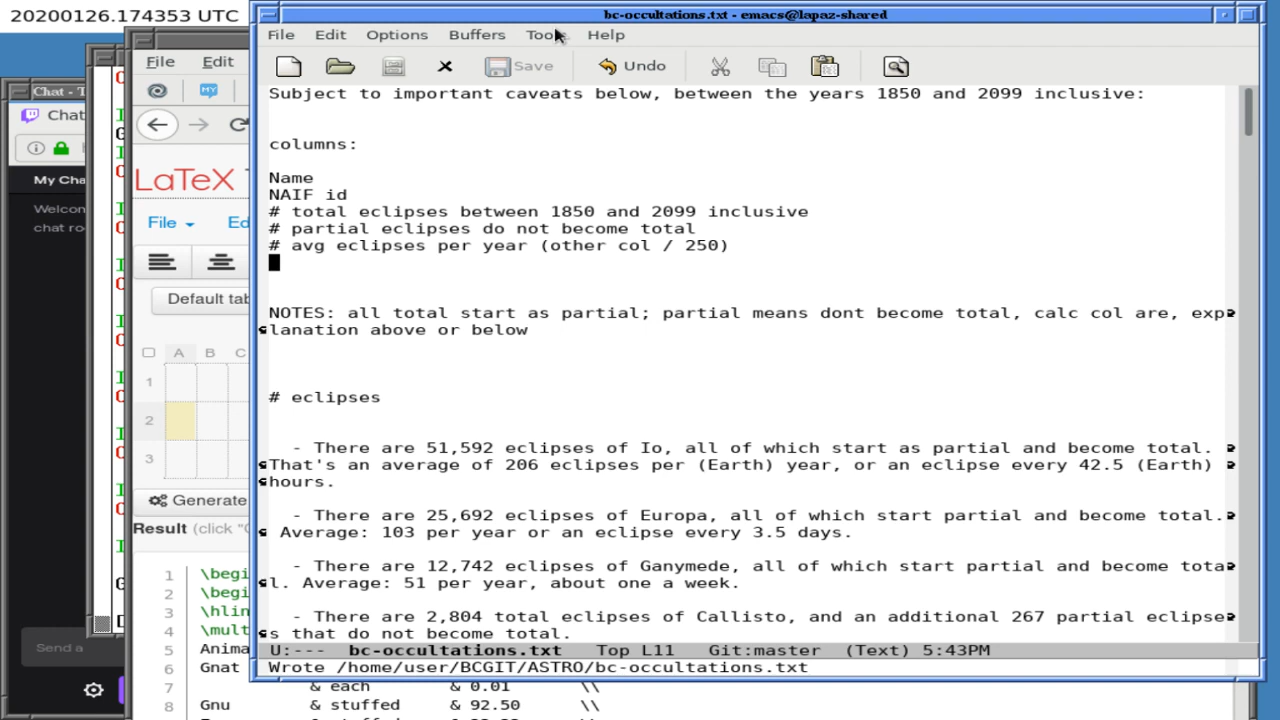 20200126.174353 UTC
bc-occultations.txt - emacs@lapaz-shared
File Edit Options Buffers Help
Save Undo
Subject to important caveats below, between the years 1850 and 2099 inclusive:
columns:
Name
NAIF id
# total eclipses between 1850 and 2099 inclusive
# partial eclipses do not become total
# avg eclipses per year (other col / 250)
NOTES: all total start as partial; partial means dont become total, calc col are, exp
lanation above or below
# eclipses
- There are 51,592 eclipses of Io, all of which start as partial and become total.
That's an average of 206 eclipses per (Earth) year, or an eclipse every 42.5 (Earth)
hours.
- There are 25,692 eclipses of Europa, all of which start partial and become total.
Average: 103 per year or an eclipse every 3.5 days.
- There are 12,742 eclipses of Ganymede, all of which start partial and become tota
l. Average: 51 per year, about one a week.
- There are 2,804 total eclipses of Callisto, and an additional 267 partial eclipse
s that do not become total.
U:--- bc-occultations.txt Top L11 Git:master (Text) 5:43PM
Wrote /home/user/BCGIT/ASTRO/bc-occultations.txt
File Edit
MY
LaTeX
File
Default
A B C
1
2
3
Generate
Result (click
1
2
3
4
5
6 Gnat
7 & each & 0.01 \\
8 Gnu & stuffed & 92.50 \\
Chat
Chat
Send a